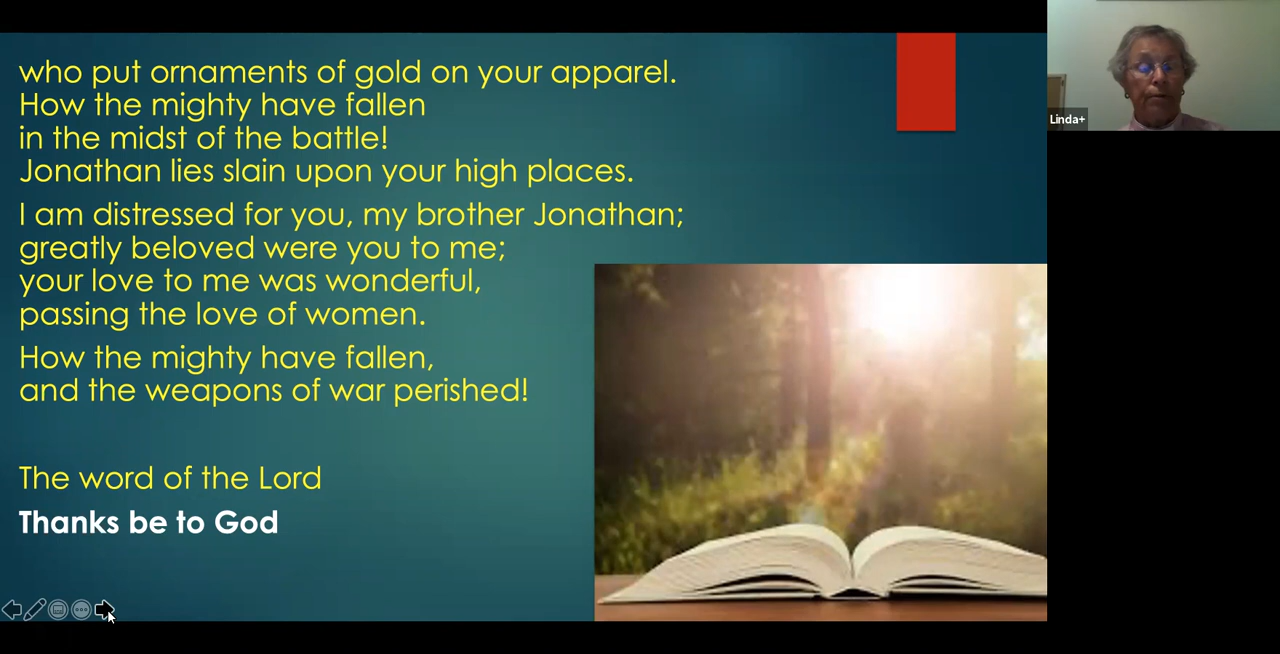 who put ornaments of gold on your apparel.
How the mighty have fallen
in the midst of the battle!
Jonathan lies slain upon your high places.
I am distressed for you, my brother Jonathan;
greatly beloved were you to me;
your love to me was wonderful,
passing the love of women.
How the mighty have fallen,
and the weapons of war perished!
The word of the Lord
Thanks be to God
Linda+